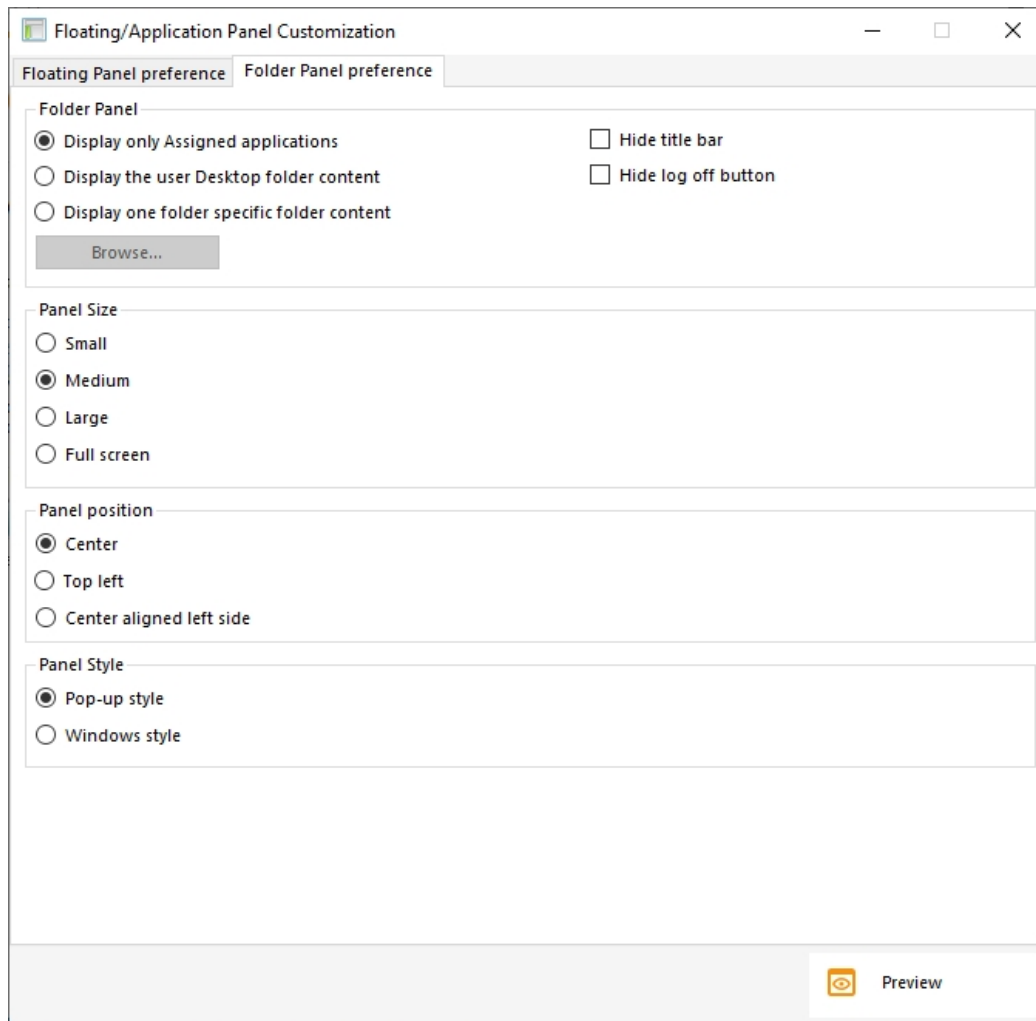 Floating/Application Panel Customization
Floating Panel preference
Folder Panel preference
Folder Panel
Display only Assigned applications
Hide title bar
Display the user Desktop folder content
Hide log off button
Display one folder specific folder content
Browse...
Panel Size
Small
Medium
Large
Full screen
Panel position
Center
Top left
Center aligned left side
Panel Style
Pop-up style
Windows style
Preview